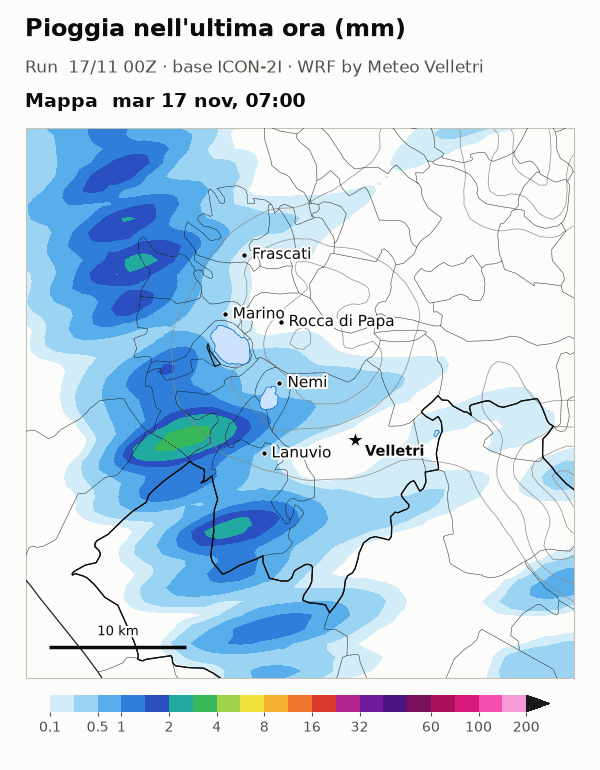 Pioggia nell'ultima ora (mm)
Run  17/11 00Z · base ICON-2I · WRF by Meteo Velletri
Mappa  mar 17 nov, 07:00
Frascati
Marino
Rocca di Papa
Nemi
Velletri
Lanuvio
10 km
0.1 0.5 1 2 4 8 16 32 60 100 200